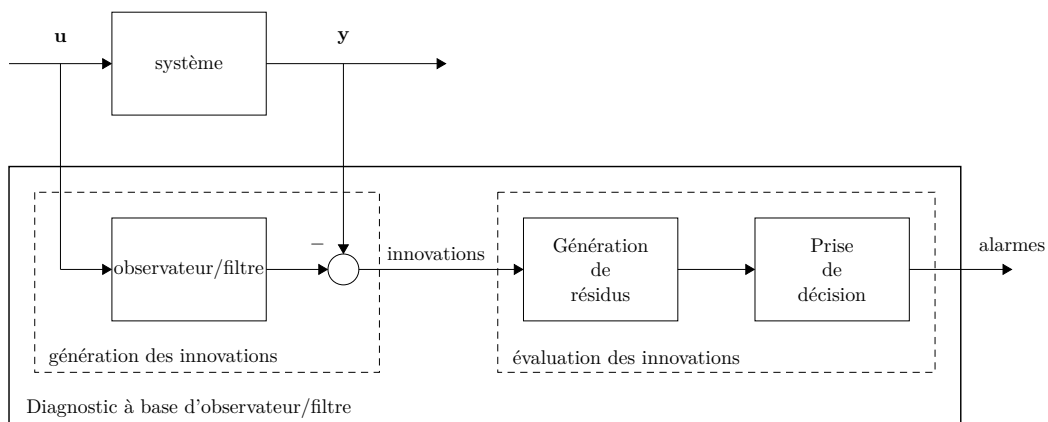 u
y
système
−
observateur/filtre
innovations
Génération
de
résidus
Prise
de
décision
alarmes
génération des innovations
évaluation des innovations
Diagnostic à base d'observateur/filtre